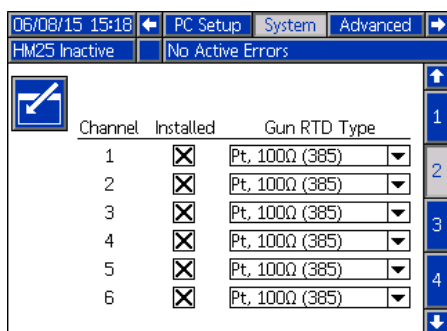 06/08/15 15:18 PC Setup System Advanced
HM25 Inactive No Active Errors
Channel Installed Gun RTD Type
1 Pt, 100Ω (385)
2 Pt, 100Ω (385)
3 Pt, 100Ω (385)
4 Pt, 100Ω (385)
5 Pt, 100Ω (385)
6 Pt, 100Ω (385)
1
2
3
4